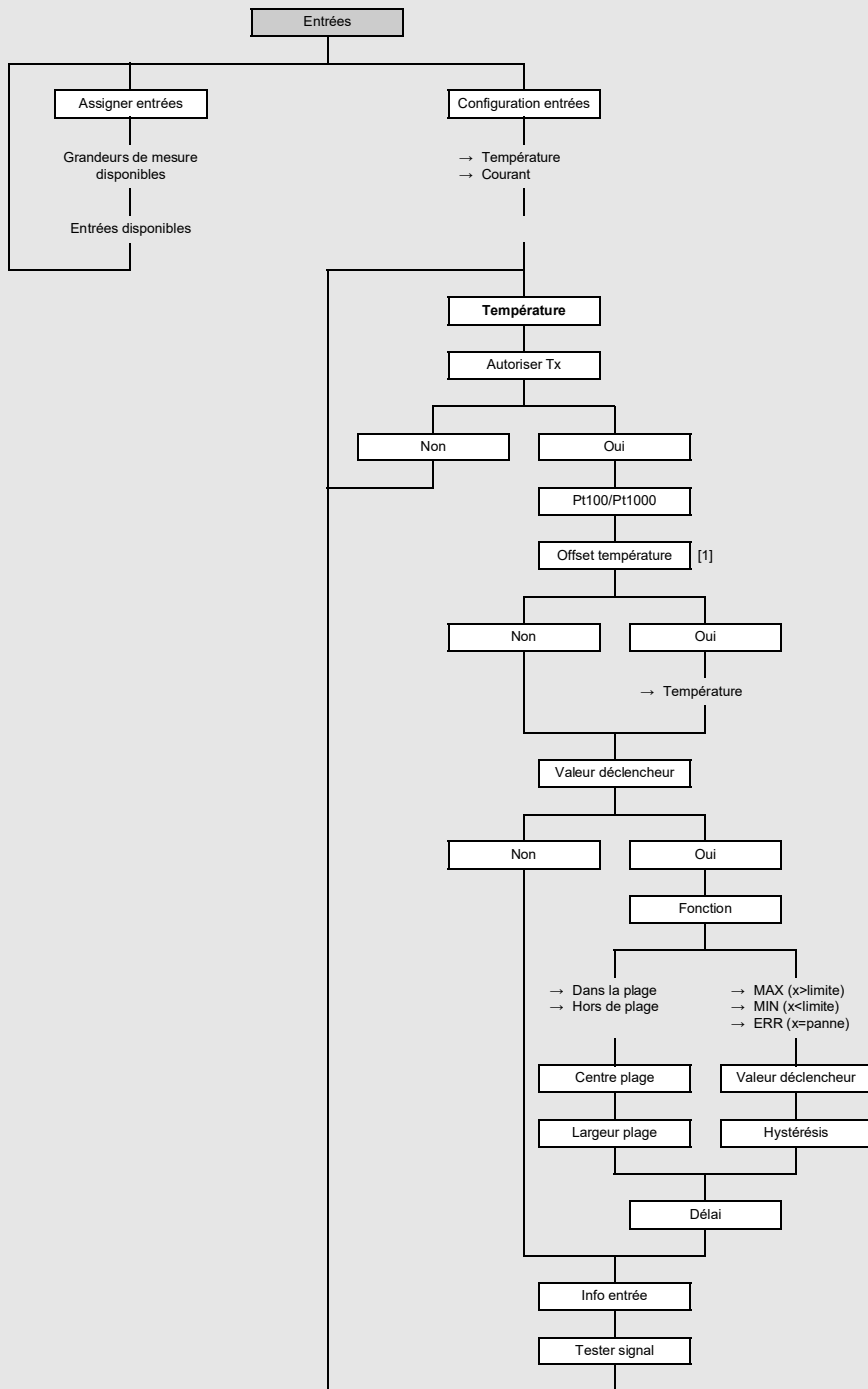 Entrées
Assigner entrées
Configuration entrées
Grandeurs de mesure
disponibles
→ Température
→ Courant
Entrées disponibles
Température
Autoriser Tx
Non
Oui
Pt100/Pt1000
Offset température [1]
Non
Oui
→ Température
Valeur déclencheur
Non
Oui
Fonction
→ Dans la plage
→ Hors de plage
→ MAX (x>limite)
→ MIN (x<limite)
→ ERR (x=panne)
Centre plage
Valeur déclencheur
Largeur plage
Hystérésis
Délai
Info entrée
Tester signal